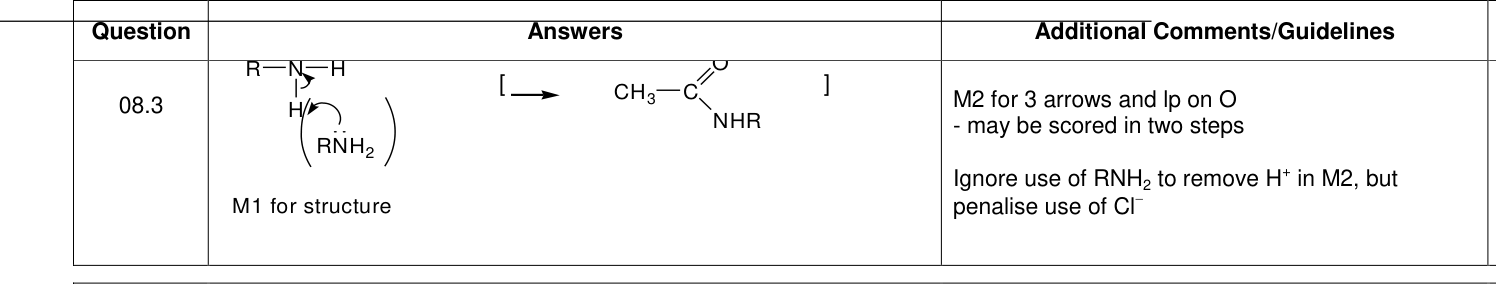 Question Answers Additional Comments/Guidelines
08.3
R—N—H
H
RNH₂
[ → CH₃—C
O
NHR
]
M1 for structure
M2 for 3 arrows and lp on O
- may be scored in two steps
Ignore use of RNH₂ to remove H⁺ in M2, but
penalise use of Cl⁻